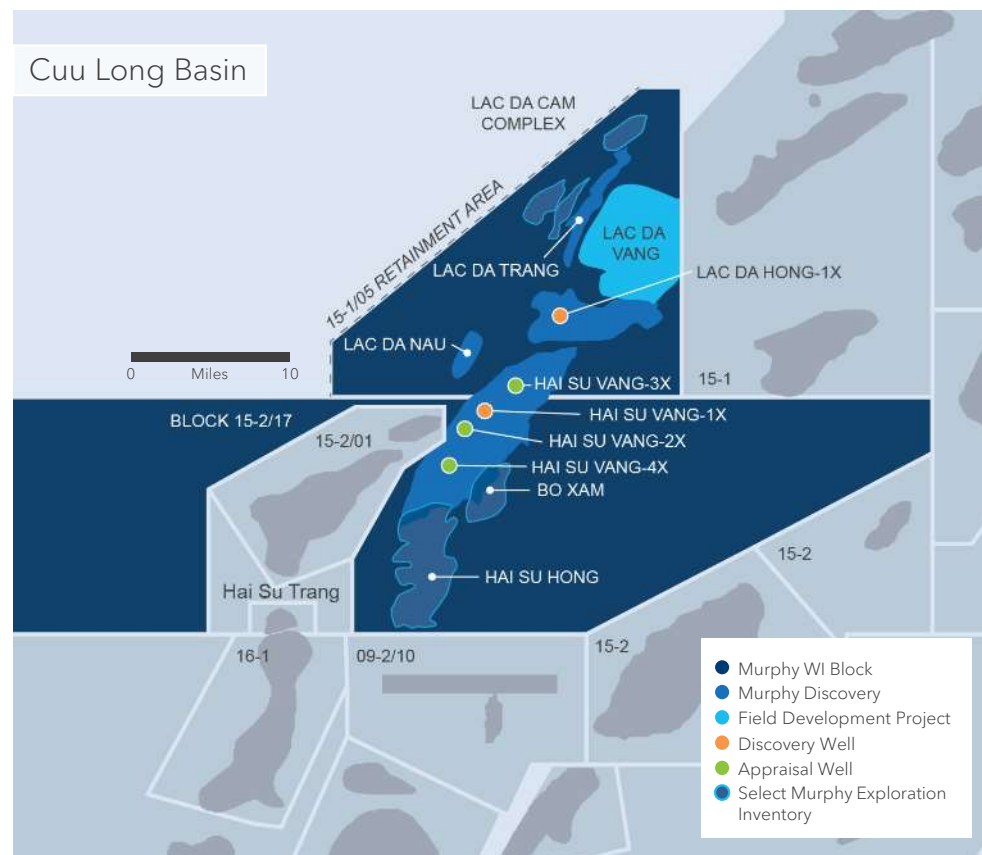 Cuu Long Basin
LAC DA CAM
COMPLEX
15-1/05 RETAINMENT AREA
LAC DA
VANG
LAC DA TRANG
LAC DA HONG-1X
LAC DA NAU
0 Miles 10
HAI SU VANG-3X
15-1
BLOCK 15-2/17
HAI SU VANG-1X
15-2/01
HAI SU VANG-2X
HAI SU VANG-4X
BO XAM
15-2
HAI SU HONG
Hai Su Trang
16-1
09-2/10
15-2
Murphy WI Block
Murphy Discovery
Field Development Project
Discovery Well
Appraisal Well
Select Murphy Exploration
Inventory